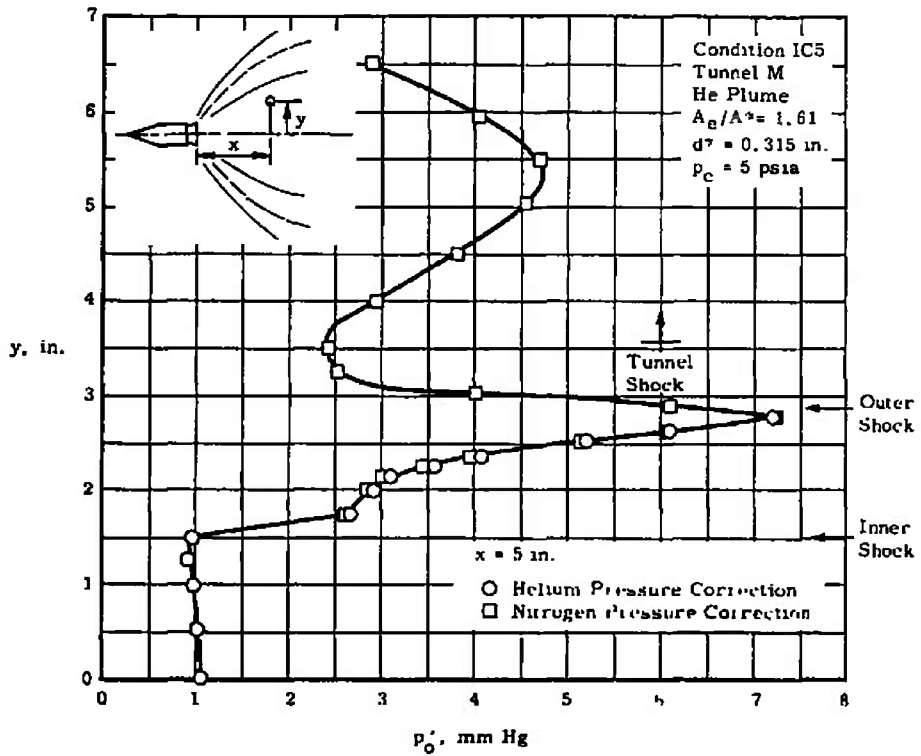 7
6
5
4
3
2
1
0
y, in.
x
y
Condition IC5
Tunnel M
He Plume
Ae/A* = 1.61
d* = 0.315 in.
pc = 5 psia
Tunnel
Shock
Outer
Shock
Inner
Shock
x = 5 in.
○ Helium Pressure Correction
□ Nitrogen Pressure Correction
0 1 2 3 4 5 6 7 8
p₀′, mm Hg